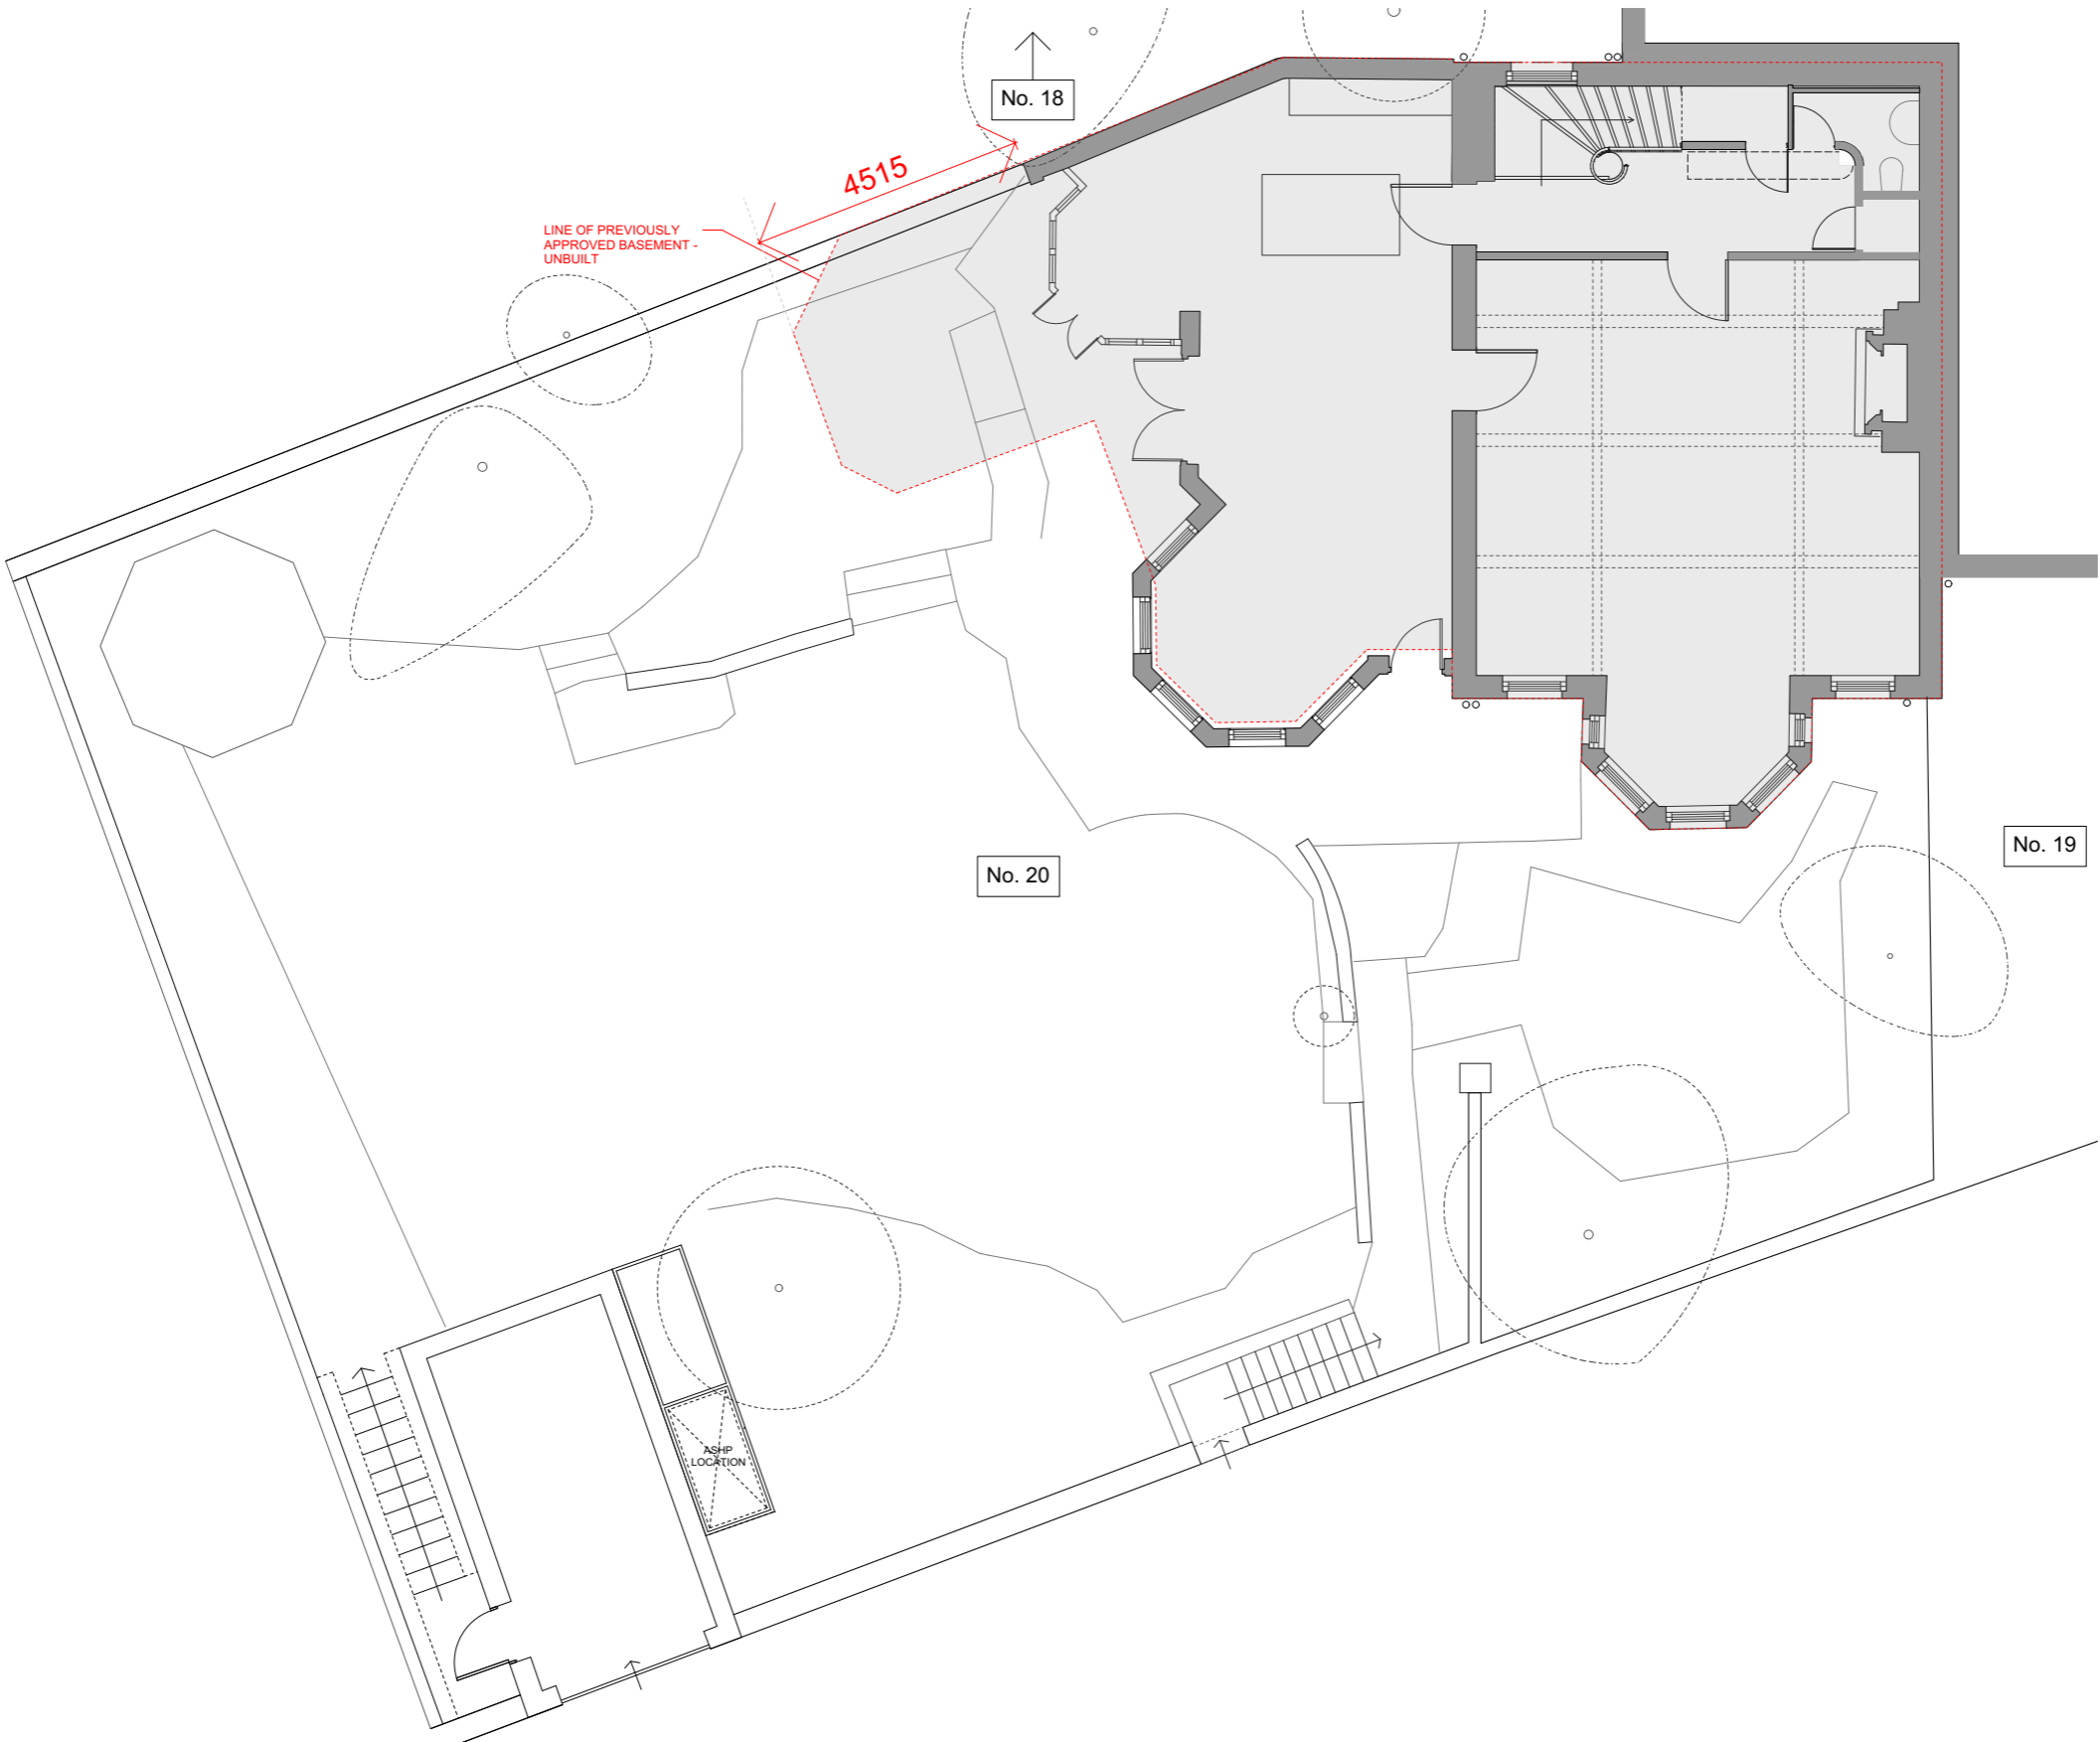 No. 18
4515
LINE OF PREVIOUSLY
APPROVED BASEMENT -
UNBUILT
No. 19
No. 20
ASHP
LOCATION